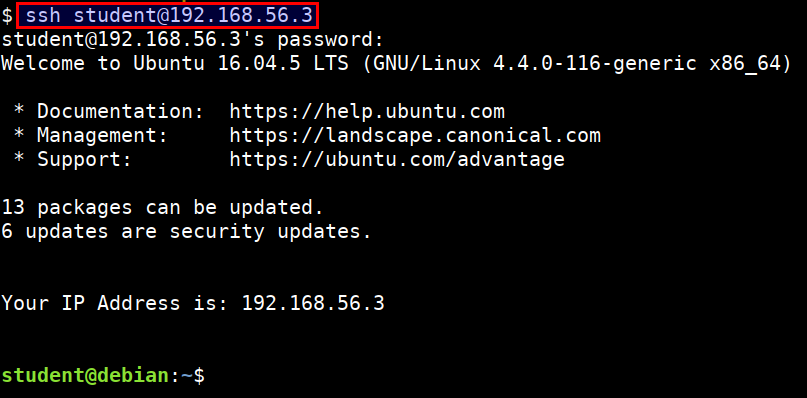 $ ssh student@192.168.56.3
student@192.168.56.3's password:
Welcome to Ubuntu 16.04.5 LTS (GNU/Linux 4.4.0-116-generic x86_64)
* Documentation:  https://help.ubuntu.com
* Management:     https://landscape.canonical.com
* Support:        https://ubuntu.com/advantage
13 packages can be updated.
6 updates are security updates.
Your IP Address is: 192.168.56.3
student@debian:~$